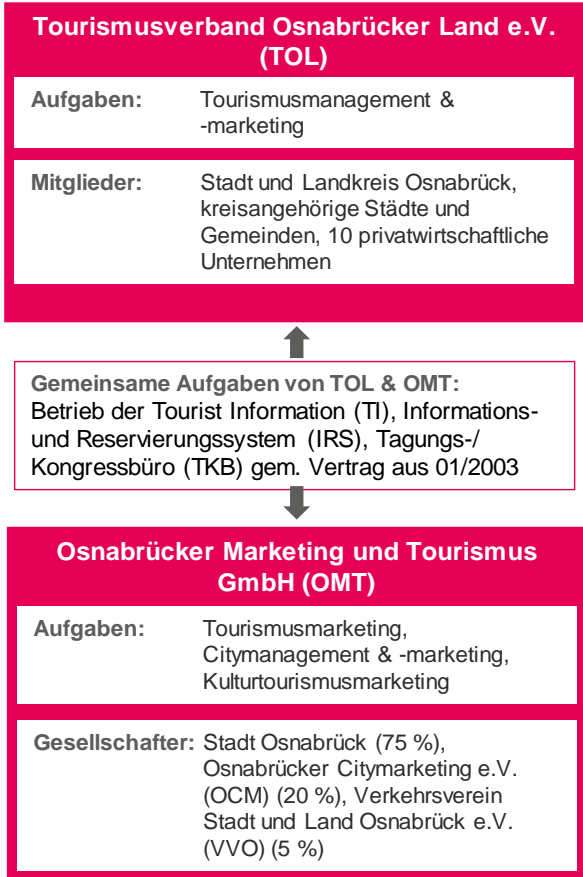 Tourismusverband Osnabrücker Land e.V.
(TOL)
Aufgaben: Tourismusmanagement &
-marketing
Mitglieder: Stadt und Landkreis Osnabrück,
kreisangehörige Städte und
Gemeinden, 10 privatwirtschaftliche
Unternehmen
Gemeinsame Aufgaben von TOL & OMT:
Betrieb der Tourist Information (TI), Informations-
und Reservierungssystem (IRS), Tagungs-/
Kongressbüro (TKB) gem. Vertrag aus 01/2003
Osnabrücker Marketing und Tourismus
GmbH (OMT)
Aufgaben: Tourismusmarketing,
Citymanagement & -marketing,
Kulturtourismusmarketing
Gesellschafter: Stadt Osnabrück (75 %),
Osnabrücker Citymarketing e.V.
(OCM) (20 %), Verkehrsverein
Stadt und Land Osnabrück e.V.
(VVO) (5 %)